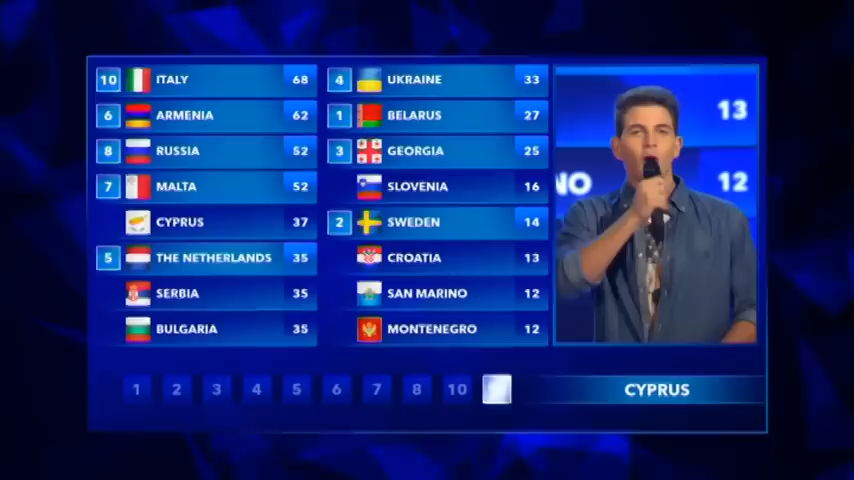 10 ITALY 68
6 ARMENIA 62
8 RUSSIA 52
7 MALTA 52
CYPRUS 37
5 THE NETHERLANDS 35
SERBIA 35
BULGARIA 35
4 UKRAINE 33
1 BELARUS 27
3 GEORGIA 25
SLOVENIA 16
2 SWEDEN 14
CROATIA 13
SAN MARINO 12
MONTENEGRO 12
13
NO 12
1 2 3 4 5 6 7 8 10
CYPRUS